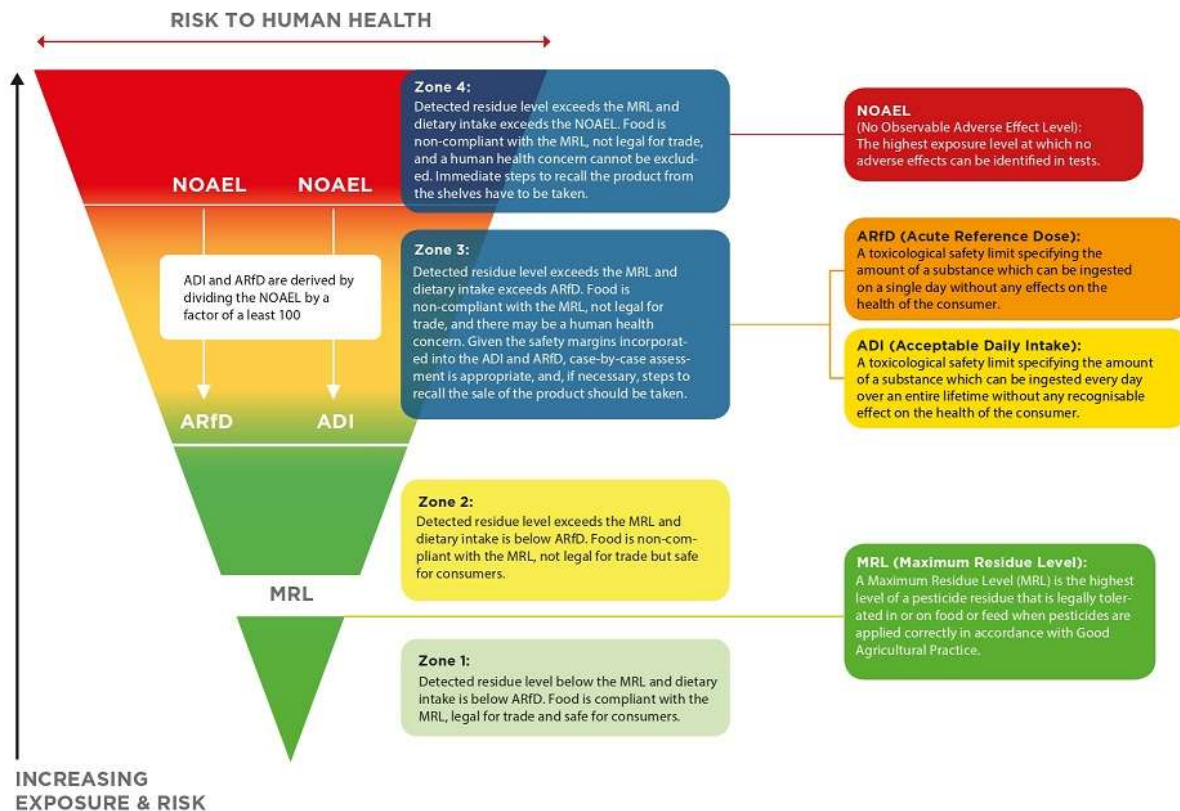 RISK TO HUMAN HEALTH
Zone 4:
Detected residue level exceeds the MRL and
dietary intake exceeds the NOAEL. Food is
non-compliant with the MRL, not legal for trade,
and a human health concern cannot be exclud-
ed. Immediate steps to recall the product from
the shelves have to be taken.
NOAEL
(No Observable Adverse Effect Level):
The highest exposure level at which no
adverse effects can be identified in tests.
NOAEL NOAEL
ADI and ARfD are derived by
dividing the NOAEL by a
factor of a least 100
ARfD ADI
Zone 3:
Detected residue level exceeds the MRL and
dietary intake exceeds ARfD. Food is
non-compliant with the MRL, not legal for
trade, and there may be a human health
concern. Given the safety margins incorporat-
ed into the ADI and ARfD, case-by-case assess-
ment is appropriate, and, if necessary, steps to
recall the sale of the product should be taken.
ARfD (Acute Reference Dose):
A toxicological safety limit specifying the
amount of a substance which can be ingested
on a single day without any effects on the
health of the consumer.
ADI (Acceptable Daily Intake):
A toxicological safety limit specifying the amount
of a substance which can be ingested every day
over an entire lifetime without any recognisable
effect on the health of the consumer.
Zone 2:
Detected residue level exceeds the MRL and
dietary intake is below ARfD. Food is non-com-
pliant with the MRL, not legal for trade but safe
for consumers.
MRL
MRL (Maximum Residue Level):
A Maximum Residue Level (MRL) is the highest
level of a pesticide residue that is legally toler-
ated in or on food or feed when pesticides are
applied correctly in accordance with Good
Agricultural Practice.
Zone 1:
Detected residue level below the MRL and dietary
intake is below ARfD. Food is compliant with the
MRL, legal for trade and safe for consumers.
INCREASING
EXPOSURE & RISK